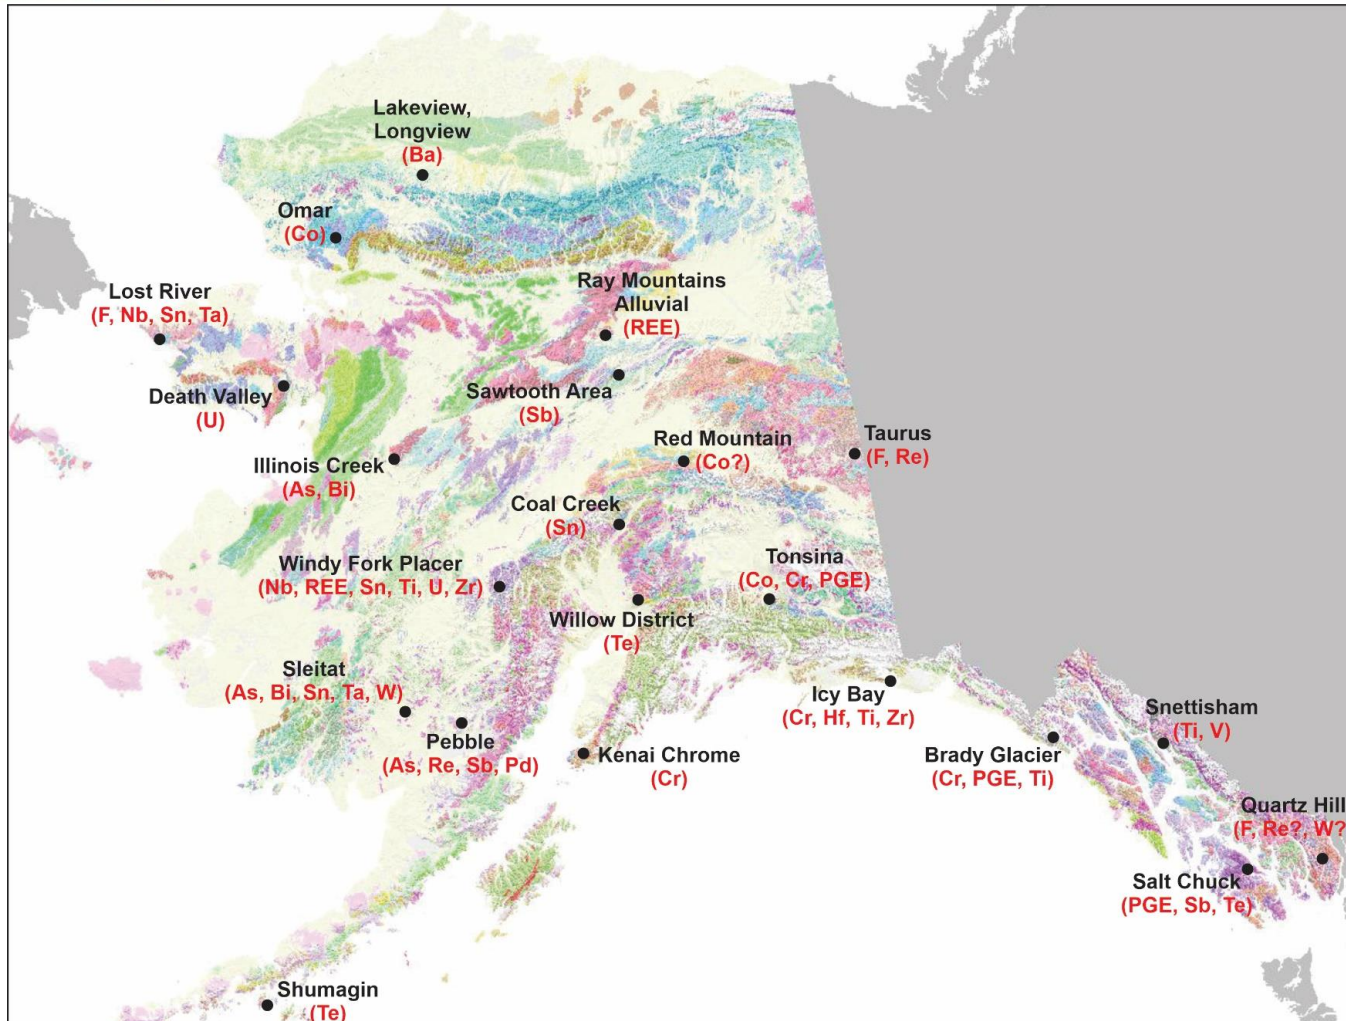 Lakeview,
Longview
(Ba)
Omar
(Co)
Ray Mountains
Alluvial
(REE)
Lost River
(F, Nb, Sn, Ta)
Death Valley
(U)
Sawtooth Area
(Sb)
Illinois Creek
(As, Bi)
Red Mountain
(Co?)
Taurus
(F, Re)
Coal Creek
(Sn)
Windy Fork Placer
(Nb, REE, Sn, Ti, U, Zr)
Tonsina
(Co, Cr, PGE)
Willow District
(Te)
Sleitat
(As, Bi, Sn, Ta, W)
Pebble
(As, Re, Sb, Pd)
Kenai Chrome
(Cr)
Icy Bay
(Cr, Hf, Ti, Zr)
Brady Glacier
(Cr, PGE, Ti)
Snettisham
(Ti, V)
Quartz Hill
(F, Re?, W?
Salt Chuck
(PGE, Sb, Te)
Shumagin
(Te)